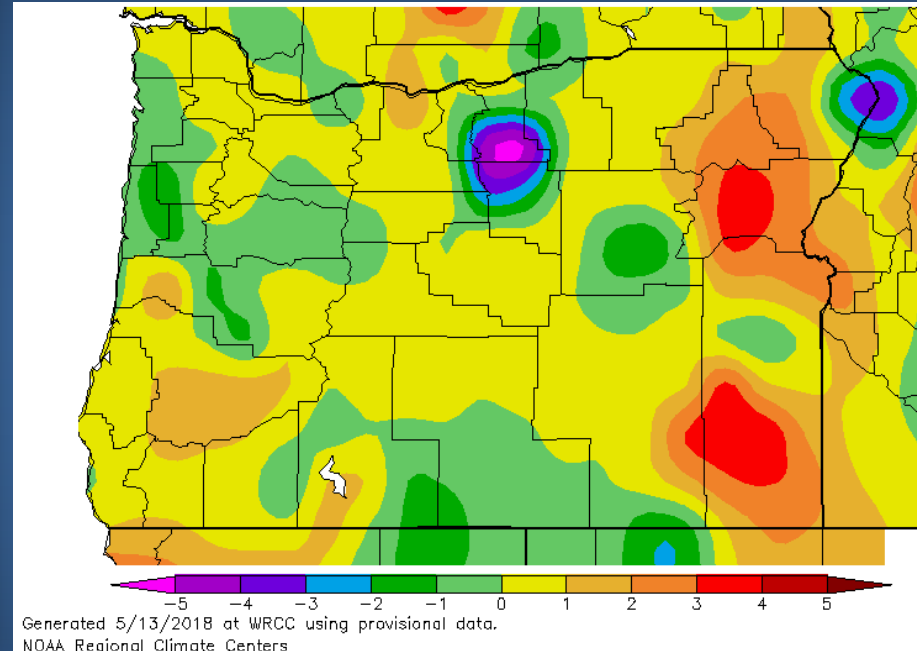 -5 -4 -3 -2 -1 0 1 2 3 4 5
Generated 5/13/2018 at WRCC using provisional data.
NOAA Regional Climate Centers